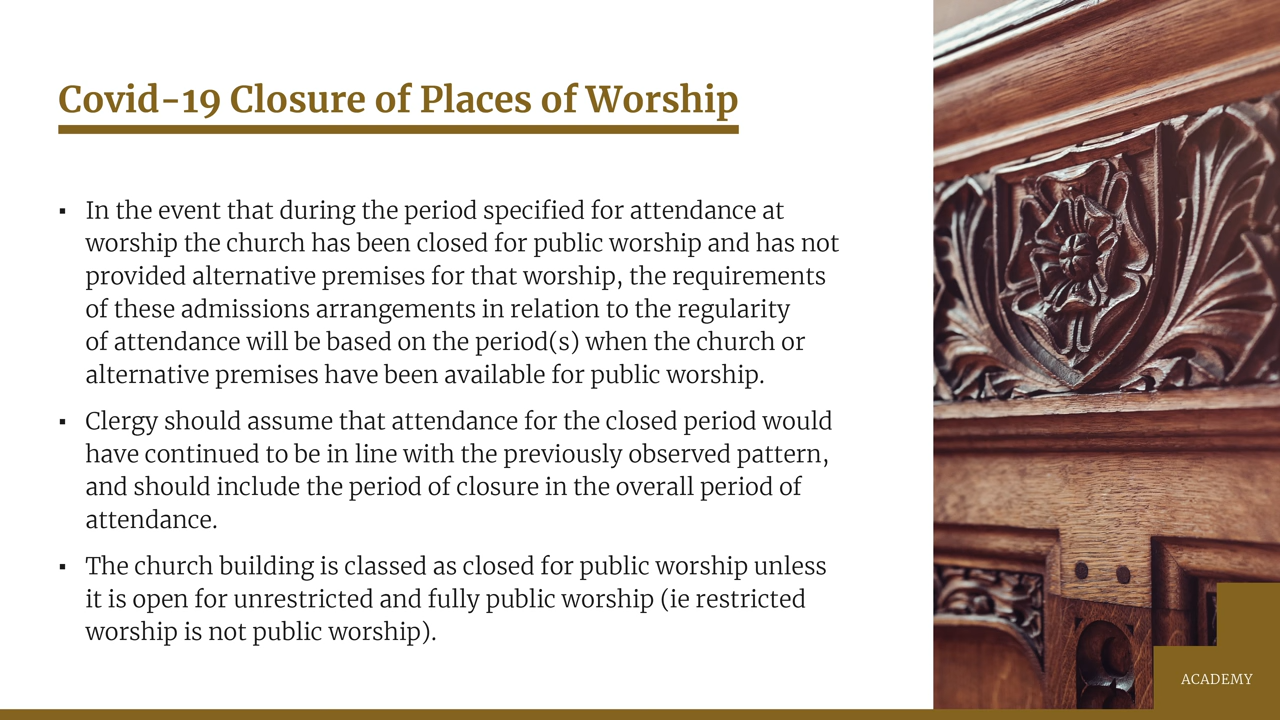 Covid-19 Closure of Places of Worship
▪ In the event that during the period specified for attendance at
worship the church has been closed for public worship and has not
provided alternative premises for that worship, the requirements
of these admissions arrangements in relation to the regularity
of attendance will be based on the period(s) when the church or
alternative premises have been available for public worship.
▪ Clergy should assume that attendance for the closed period would
have continued to be in line with the previously observed pattern,
and should include the period of closure in the overall period of
attendance.
▪ The church building is classed as closed for public worship unless
it is open for unrestricted and fully public worship (ie restricted
worship is not public worship).
ACADEMY